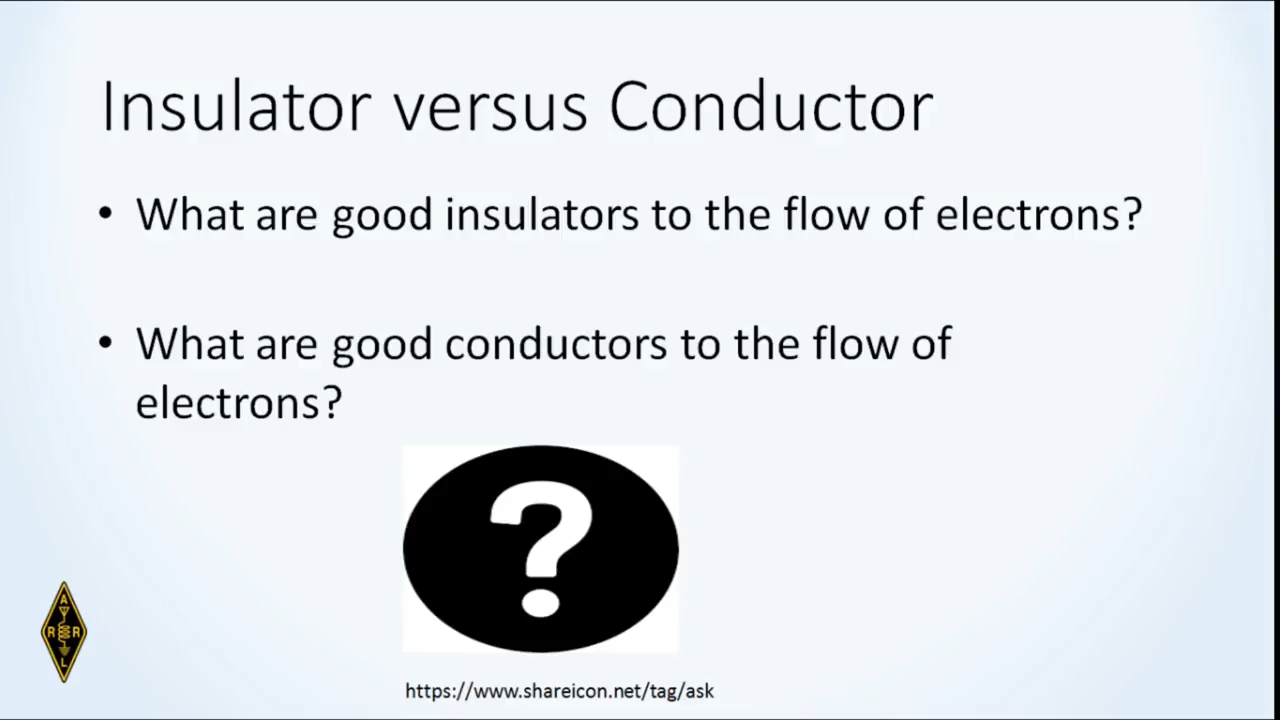 Insulator versus Conductor
• What are good insulators to the flow of electrons?
• What are good conductors to the flow of
electrons?
?
A
R R
L
https://www.shareicon.net/tag/ask